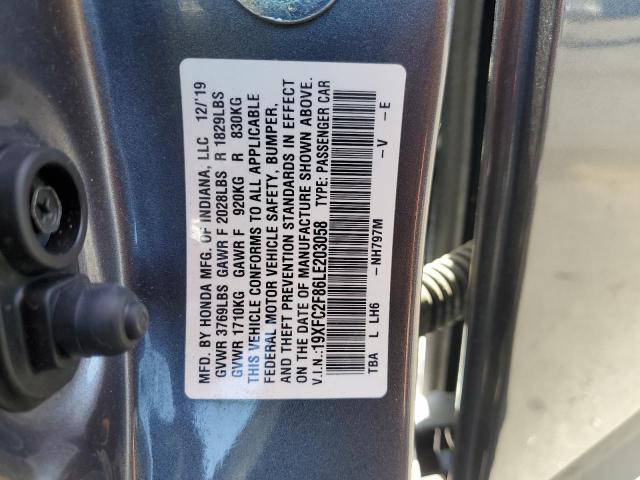 MFD. BY HONDA MFG. OF INDIANA, LLC 12/'19
GVWR 3769LBS GAWR F 2028LBS R 1829LBS
GVWR 1710KG GAWR F 920KG R 830KG
THIS VEHICLE CONFORMS TO ALL APPLICABLE
FEDERAL MOTOR VEHICLE SAFETY, BUMPER,
AND THEFT PREVENTION STANDARDS IN EFFECT
ON THE DATE OF MANUFACTURE SHOWN ABOVE.
V.I.N.:19XFC2F86LE203058 TYPE: PASSENGER CAR
TBA L LH6 -NH797M -V -E